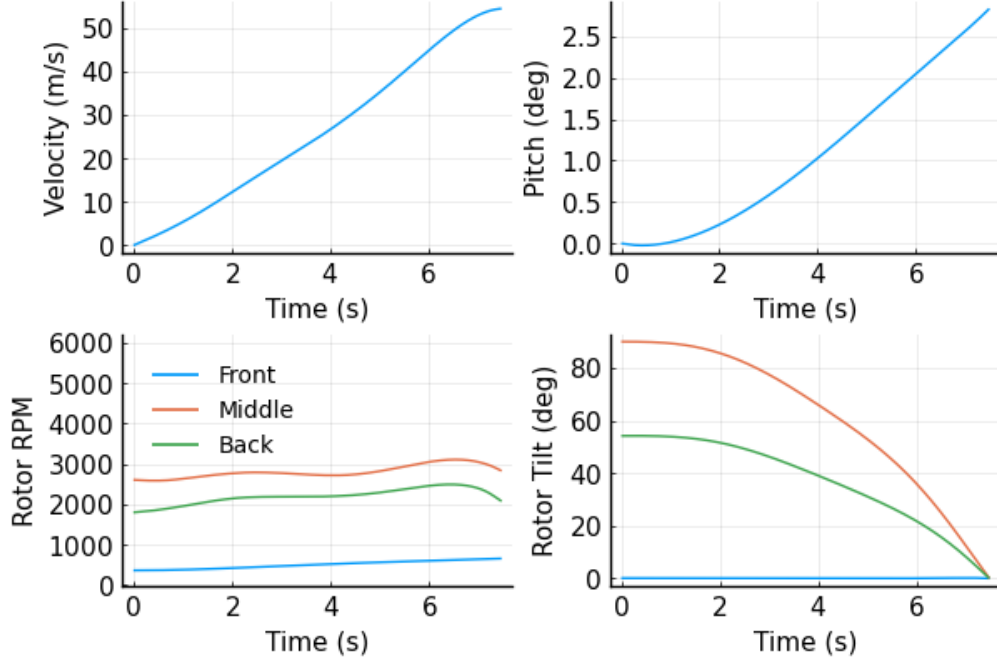 Velocity (m/s)
50
40
30
20
10
0
0 2 4 6
Time (s)
Pitch (deg)
2.5
2.0
1.5
1.0
0.5
0.0
0 2 4 6
Time (s)
Rotor RPM
6000
5000
4000
3000
2000
1000
0
Front
Middle
Back
0 2 4 6
Time (s)
Rotor Tilt (deg)
80
60
40
20
0
0 2 4 6
Time (s)